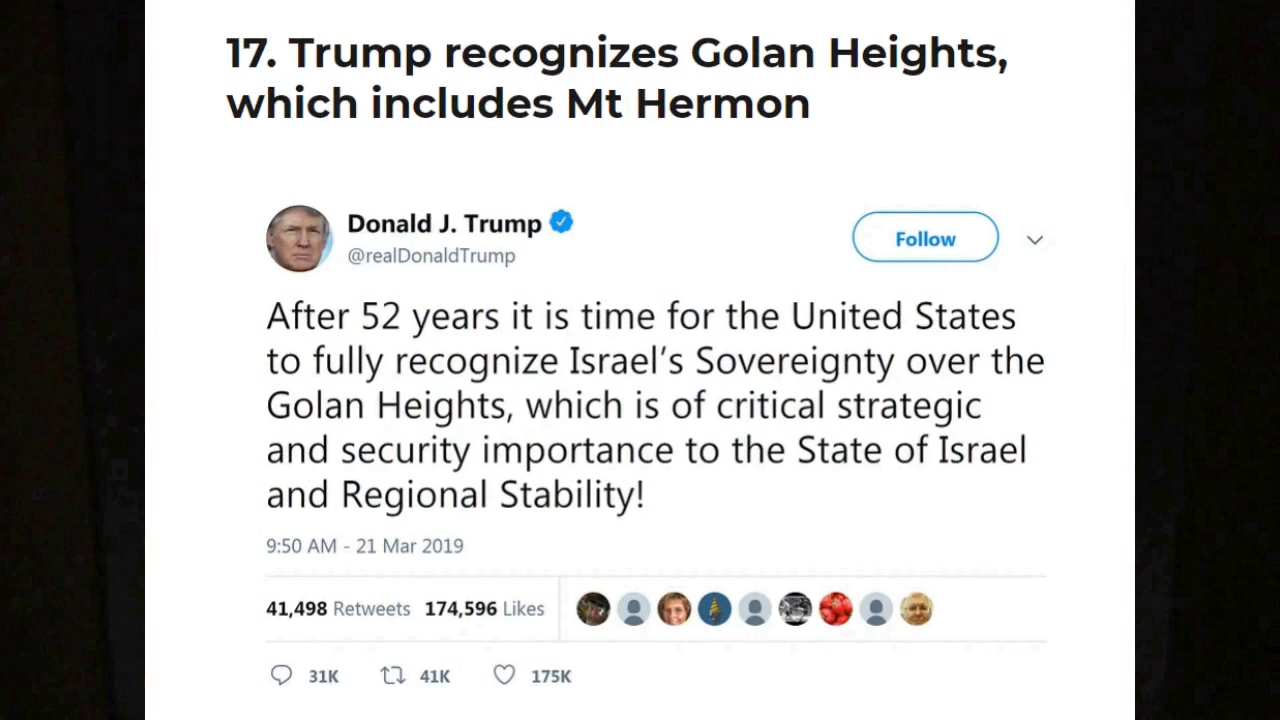 17. Trump recognizes Golan Heights,
which includes Mt Hermon
Donald J. Trump
@realDonaldTrump
Follow
After 52 years it is time for the United States
to fully recognize Israel’s Sovereignty over the
Golan Heights, which is of critical strategic
and security importance to the State of Israel
and Regional Stability!
9:50 AM - 21 Mar 2019
41,498 Retweets 174,596 Likes
31K 41K 175K